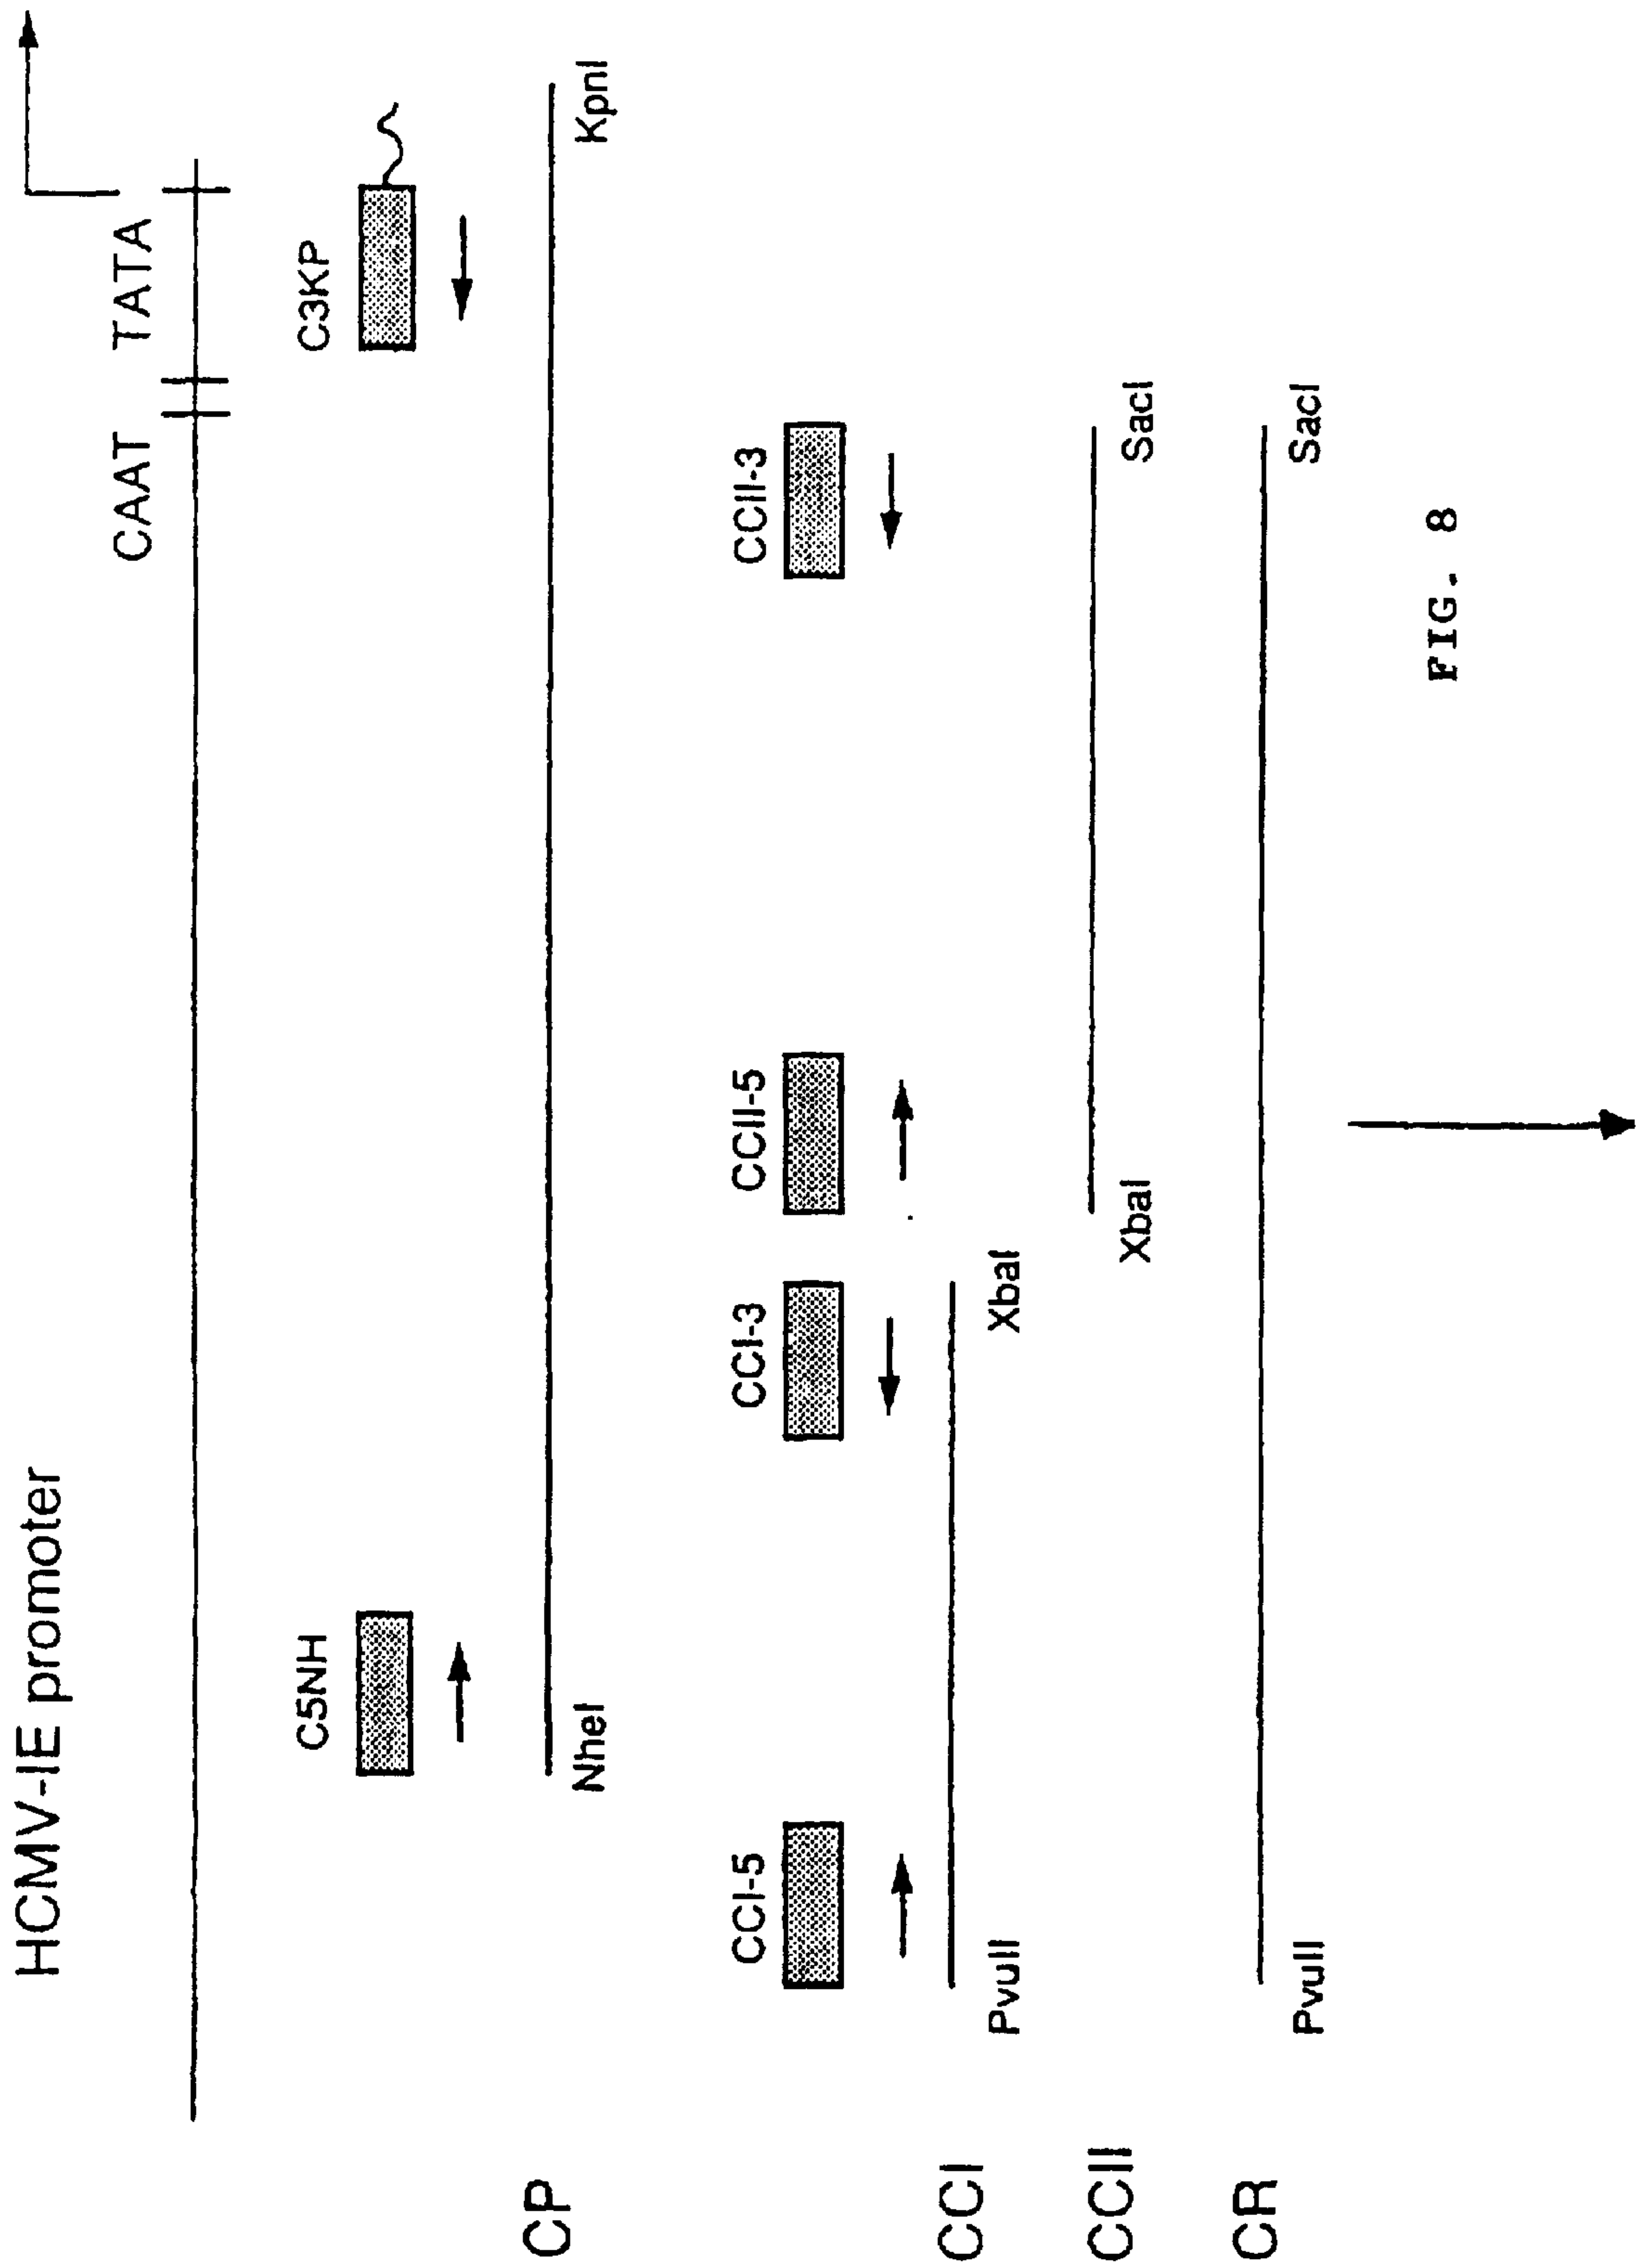 HCMV-IE promoter
CAAT TATA
C5NH C3KP
CP
NheI KpnI
CCI-5 CCI-3 CCII-5 CCII-3
CCI
PvuII XbaI
CCII
XbaI SacI
CR
PvuII SacI
FIG. 8